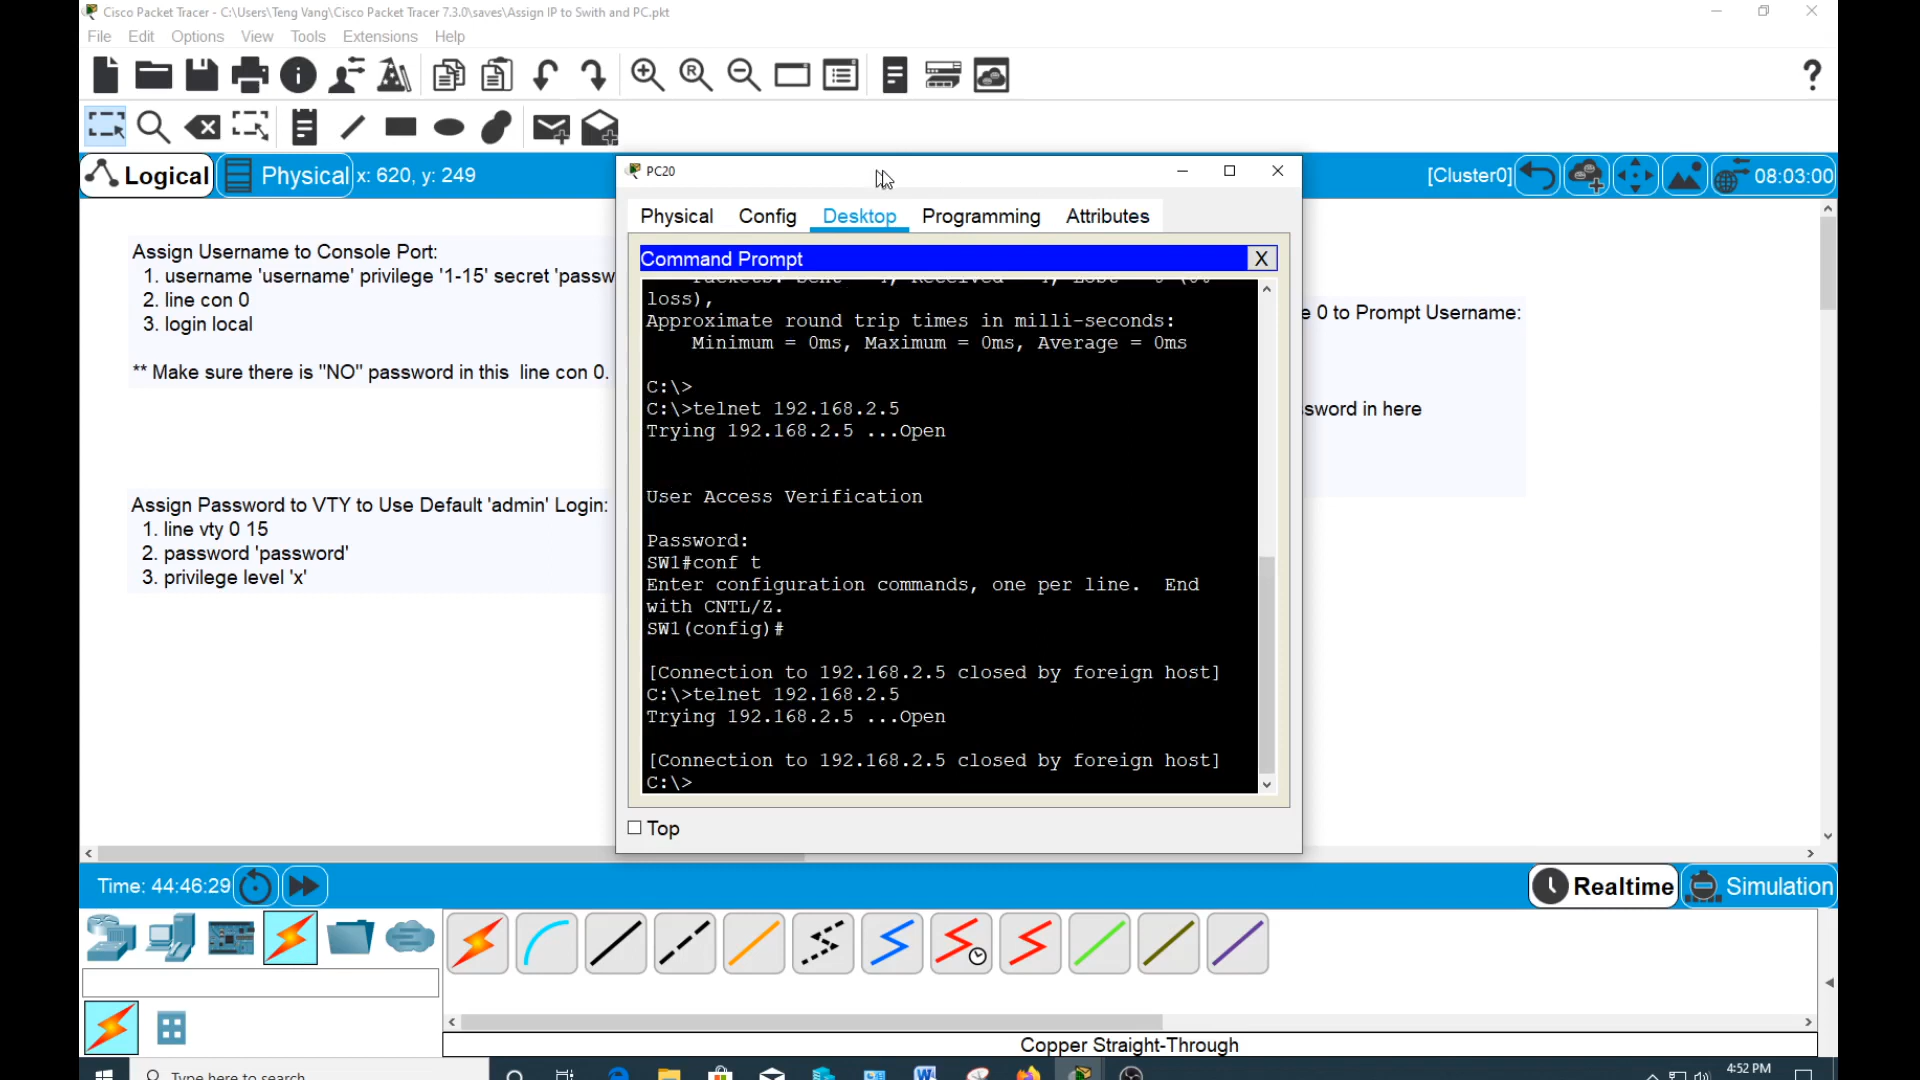 Cisco Packet Tracer - C:\Users\Teng Vang\Cisco Packet Tracer 7.3.0\saves\Assign IP to Swith and PC.pkt
File Edit Options View Tools Extensions Help
Logical Physical x: 620, y: 249
[Cluster0] 08:03:00
Assign Username to Console Port:
1. username 'username' privilege '1-15' secret 'passw
2. line con 0
3. login local
** Make sure there is "NO" password in this line con 0.
Assign Password to VTY to Use Default 'admin' Login:
1. line vty 0 15
2. password 'password'
3. privilege level 'x'
PC20
Physical Config Desktop Programming Attributes
Command Prompt X
loss),
Approximate round trip times in milli-seconds:
Minimum = 0ms, Maximum = 0ms, Average = 0ms
C:\>
C:\>telnet 192.168.2.5
Trying 192.168.2.5 ...Open
User Access Verification
Password:
SW1#conf t
Enter configuration commands, one per line. End
with CNTL/Z.
SW1(config)#
[Connection to 192.168.2.5 closed by foreign host]
C:\>telnet 192.168.2.5
Trying 192.168.2.5 ...Open
[Connection to 192.168.2.5 closed by foreign host]
C:\>
Top
e 0 to Prompt Username:
sword in here
Time: 44:46:29
Realtime Simulation
Copper Straight-Through
Type here to search
4:52 PM